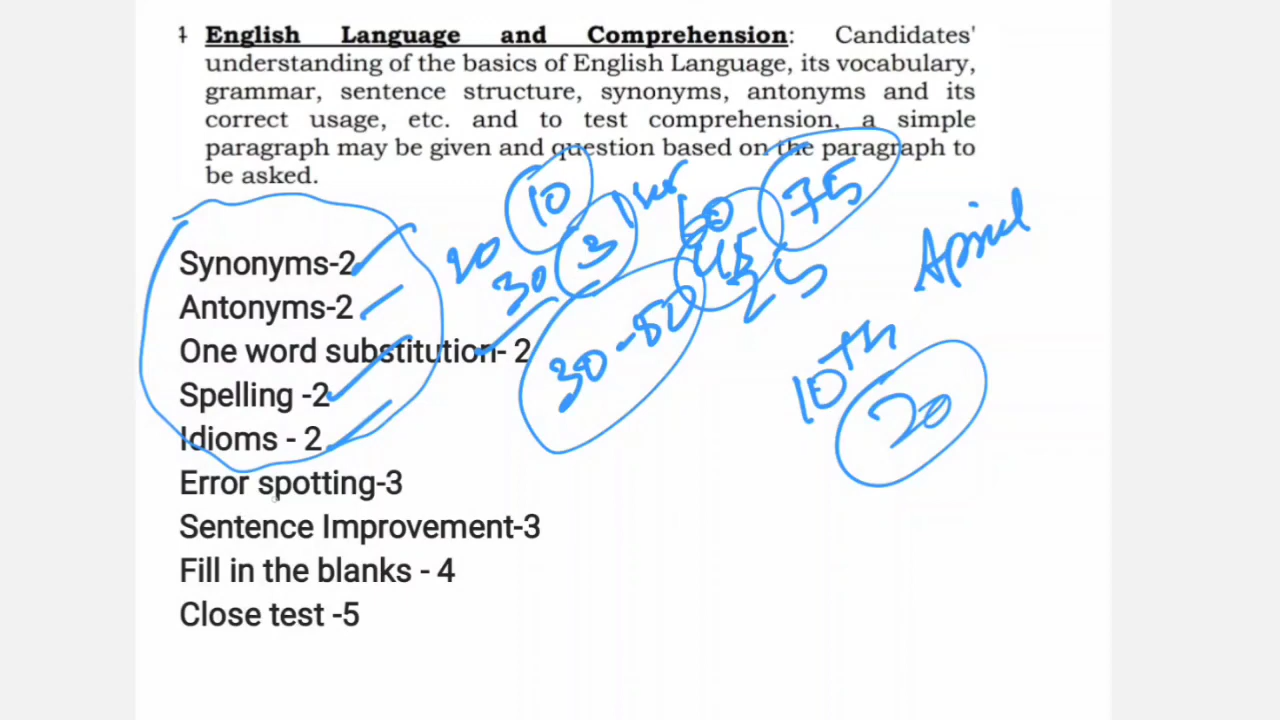 1 English Language and Comprehension: Candidates'
understanding of the basics of English Language, its vocabulary,
grammar, sentence structure, synonyms, antonyms and its
correct usage, etc. and to test comprehension, a simple
paragraph may be given and question based on the paragraph to
be asked.
10 75
20 3 60
30 45 April
25
Synonyms-2
Antonyms-2
One word substitution- 2
30-
10th
20
Spelling -2
Idioms - 2
Error spotting-3
Sentence Improvement-3
Fill in the blanks - 4
Close test -5